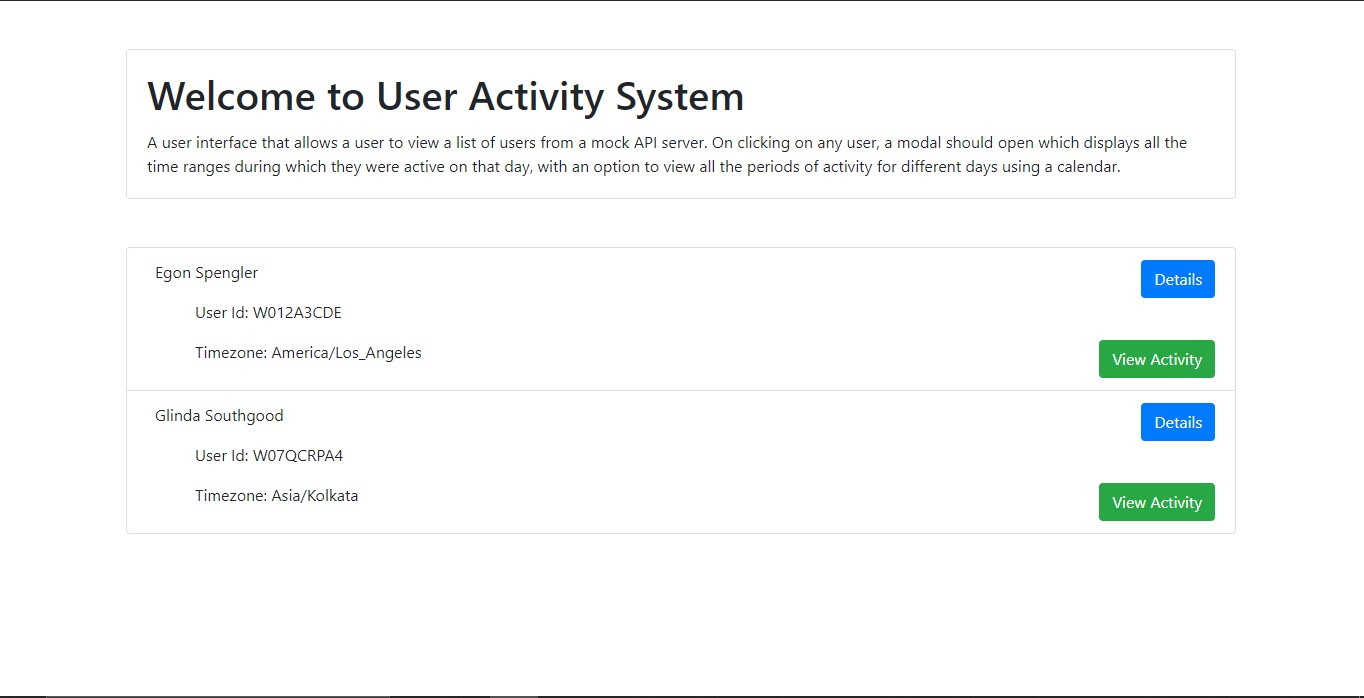 Welcome to User Activity System
A user interface that allows a user to view a list of users from a mock API server. On clicking on any user, a modal should open which displays all the
time ranges during which they were active on that day, with an option to view all the periods of activity for different days using a calendar.
Egon Spengler
Details
User Id: W012A3CDE
Timezone: America/Los_Angeles
View Activity
Glinda Southgood
Details
User Id: W07QCRPA4
Timezone: Asia/Kolkata
View Activity